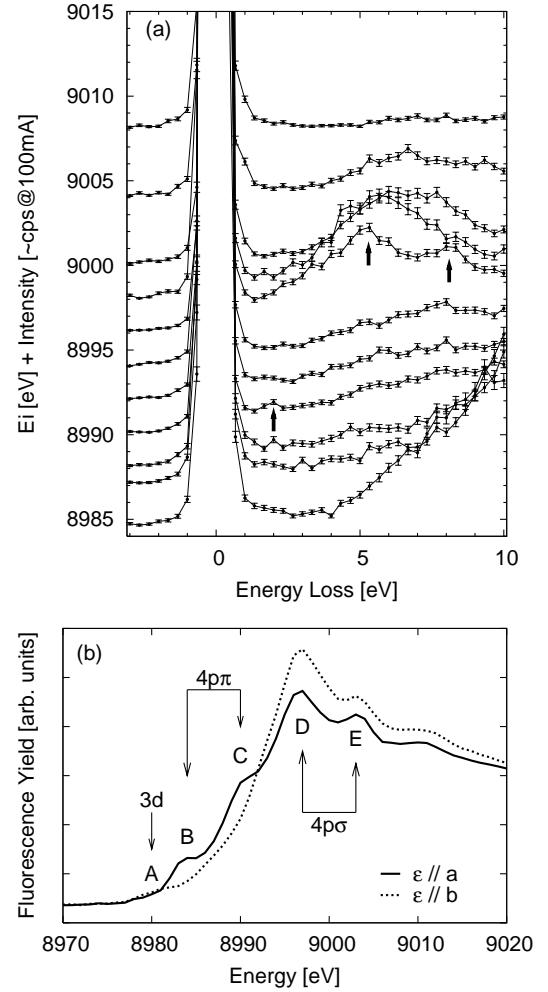 (a)
9015
9010
9005
9000
8995
8990
8985
Ei [eV] + Intensity [~cps@100mA]
0 5 10
Energy Loss [eV]
(b)
4pπ
C
D
E
3d
B
A
4pσ
ε // a
ε // b
Fluorescence Yield [arb. units]
8970 8980 8990 9000 9010 9020
Energy [eV]